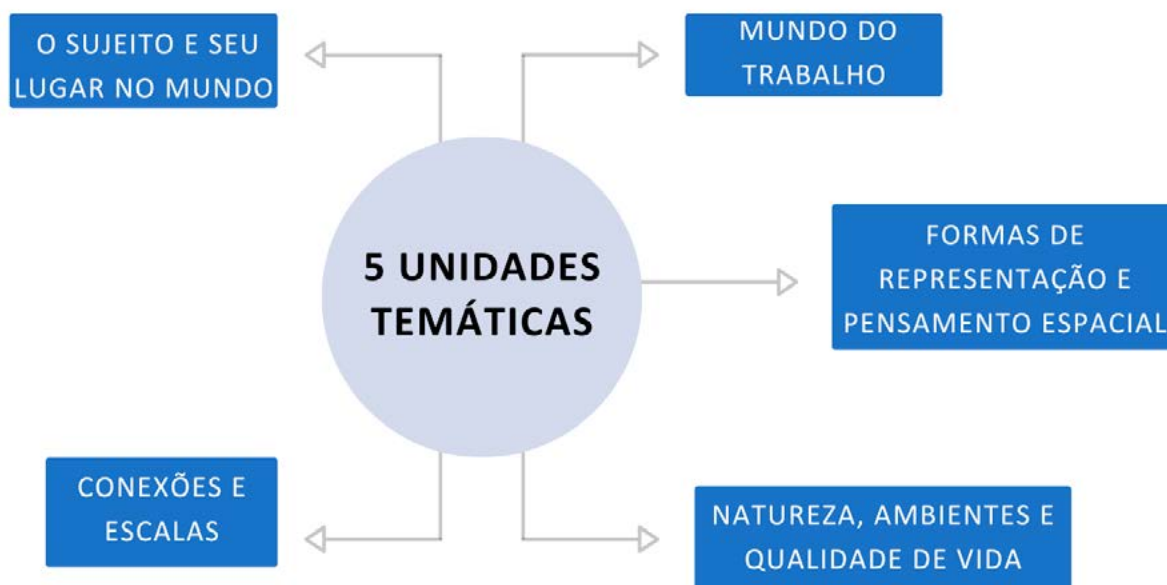 O SUJEITO E SEU
LUGAR NO MUNDO
MUNDO DO
TRABALHO
5 UNIDADES
TEMÁTICAS
FORMAS DE
REPRESENTAÇÃO E
PENSAMENTO ESPACIAL
CONEXÕES E
ESCALAS
NATUREZA, AMBIENTES E
QUALIDADE DE VIDA